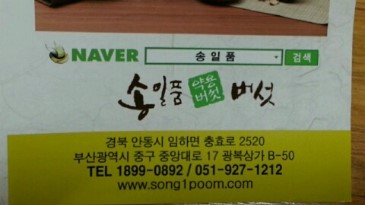 NAVER 송일품 검색
송일품 약용버섯 버섯
경북 안동시 임하면 충효로 2520
부산광역시 중구 중앙대로 17 광복상가 B-50
TEL 1899-0892 / 051-927-1212
www.song1poom.com